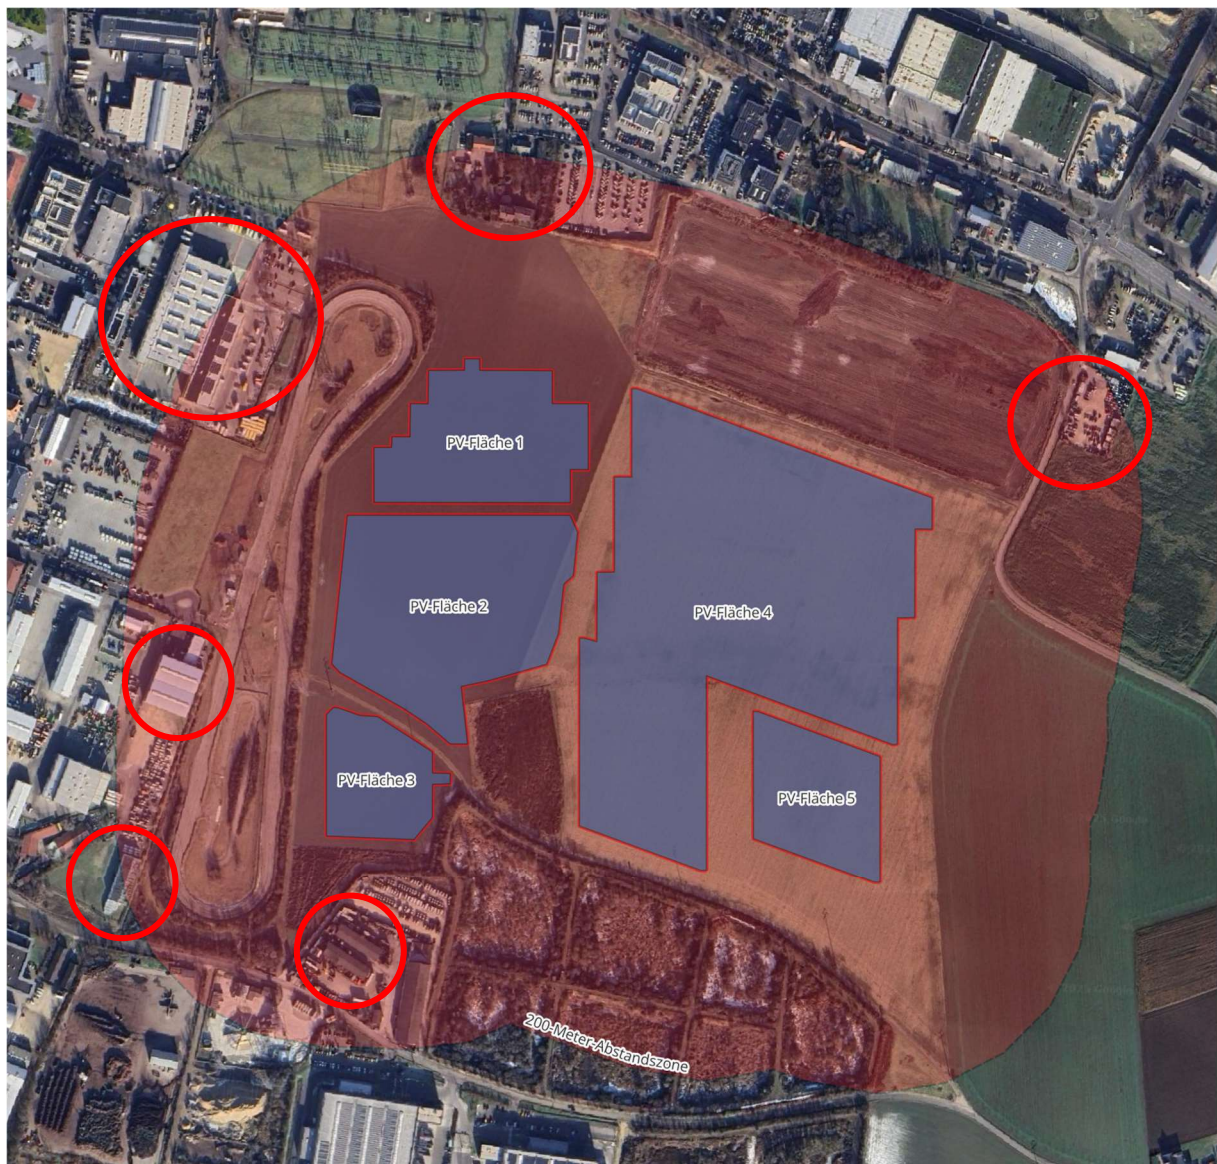 PV-Fläche 1
PV-Fläche 2
PV-Fläche 4
PV-Fläche 3
PV-Fläche 5
200-Meter-Abstandszone